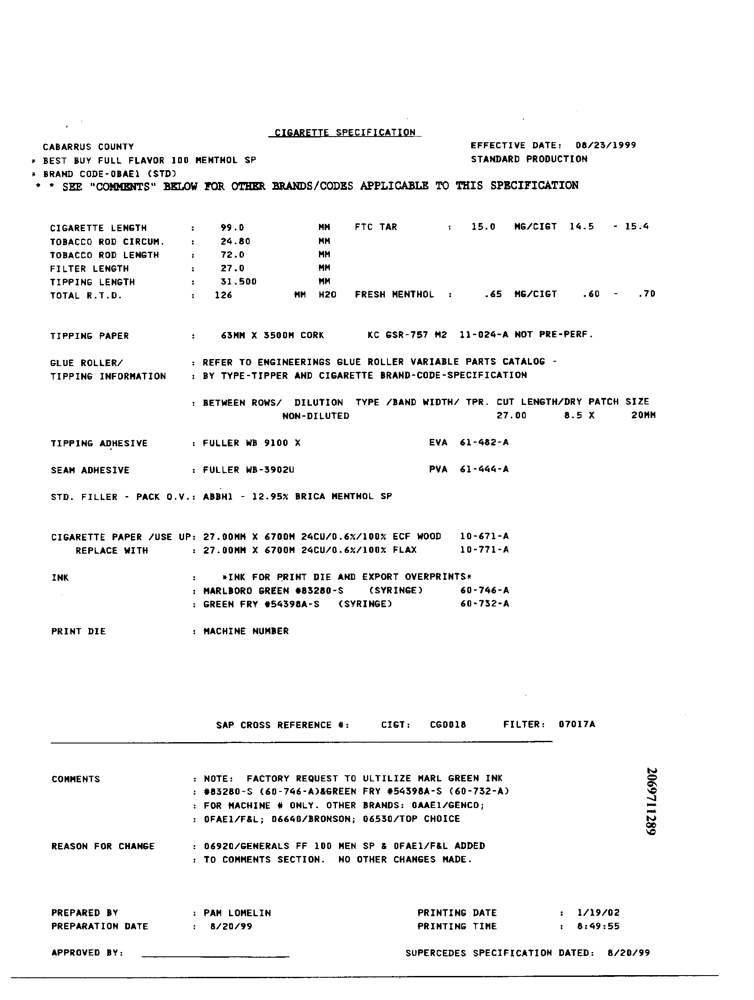 CIGARETTE SPECIFICATION
CABARRUS COUNTY EFFECTIVE DATE: 08/23/1999
* BEST BUY FULL FLAVOR 100 MENTHOL SP STANDARD PRODUCTION
* BRAND CODE-0BAE1 (STD)
* * SEE "COMMENTS" BELOW FOR OTHER BRANDS/CODES APPLICABLE TO THIS SPECIFICATION
CIGARETTE LENGTH : 99.0 MM FTC TAR : 15.0 MG/CIGT 14.5 - 15.4
TOBACCO ROD CIRCUM. : 24.80 MM
TOBACCO ROD LENGTH : 72.0 MM
FILTER LENGTH : 27.0 MM
TIPPING LENGTH : 31.500 MM
TOTAL R.T.D. : 126 MM H2O FRESH MENTHOL : .65 MG/CIGT .60 - .70
TIPPING PAPER : 63MM X 3500M CORK KC GSR-757 M2 11-024-A NOT PRE-PERF.
GLUE ROLLER/ : REFER TO ENGINEERINGS GLUE ROLLER VARIABLE PARTS CATALOG -
TIPPING INFORMATION : BY TYPE-TIPPER AND CIGARETTE BRAND-CODE-SPECIFICATION
: BETWEEN ROWS/ DILUTION TYPE /BAND WIDTH/ TPR. CUT LENGTH/DRY PATCH SIZE
NON-DILUTED 27.00 8.5 X 20MM
TIPPING ADHESIVE : FULLER WB 9100 X EVA 61-482-A
SEAM ADHESIVE : FULLER WB-3902U PVA 61-444-A
STD. FILLER - PACK O.V.: ABBH1 - 12.95% BRICA MENTHOL SP
CIGARETTE PAPER /USE UP: 27.00MM X 6700M 24CU/0.6%/100% ECF WOOD 10-671-A
REPLACE WITH : 27.00MM X 6700M 24CU/0.6%/100% FLAX 10-771-A
INK : *INK FOR PRINT DIE AND EXPORT OVERPRINTS*
: MARLBORO GREEN #83280-S (SYRINGE) 60-746-A
: GREEN FRY #54398A-S (SYRINGE) 60-732-A
PRINT DIE : MACHINE NUMBER
SAP CROSS REFERENCE #: CIGT: CG0018 FILTER: 07017A
COMMENTS : NOTE: FACTORY REQUEST TO ULTILIZE MARL GREEN INK
: #83280-S (60-746-A)&GREEN FRY #54398A-S (60-732-A)
: FOR MACHINE # ONLY. OTHER BRANDS: 0AAE1/GENCO;
: 0FAE1/F&L; 06640/BRONSON; 06530/TOP CHOICE
REASON FOR CHANGE : 06920/GENERALS FF 100 MEN SP & 0FAE1/F&L ADDED
: TO COMMENTS SECTION. NO OTHER CHANGES MADE.
PREPARED BY : PAM LOMELIN PRINTING DATE : 1/19/02
PREPARATION DATE : 8/20/99 PRINTING TIME : 8:49:55
APPROVED BY: SUPERCEDES SPECIFICATION DATED: 8/20/99
2069711289